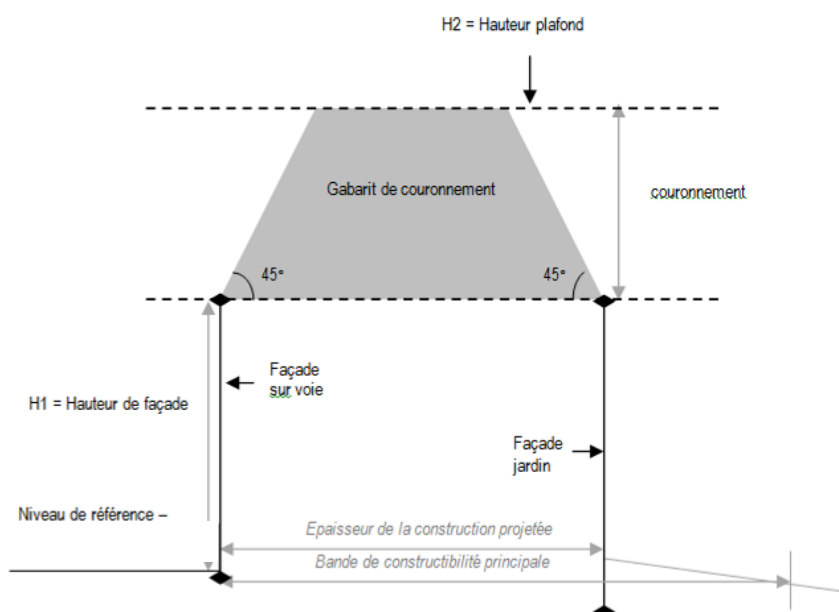 H2 = Hauteur plafond
Gabarit de couronnement
couronnement
45°
45°
Façade
sur voie
H1 = Hauteur de façade
Façade
jardin
Niveau de référence –
Epaisseur de la construction projetée
Bande de constructibilité principale